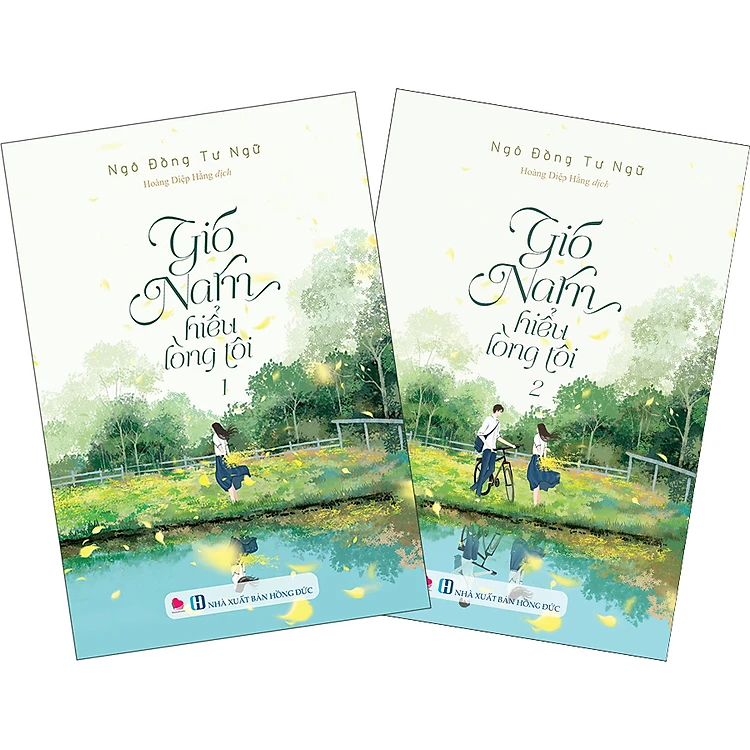 Ngô Đồng Tư Ngữ
Hoàng Diệp Hằng dịch
Gió
Nam
hiểu
lòng tôi
1
NHÀ XUẤT BẢN HỒNG ĐỨC
Ngô Đồng Tư Ngữ
Hoàng Diệp Hằng dịch
Gió
Nam
hiểu
lòng tôi
2
NHÀ XUẤT BẢN HỒNG ĐỨC